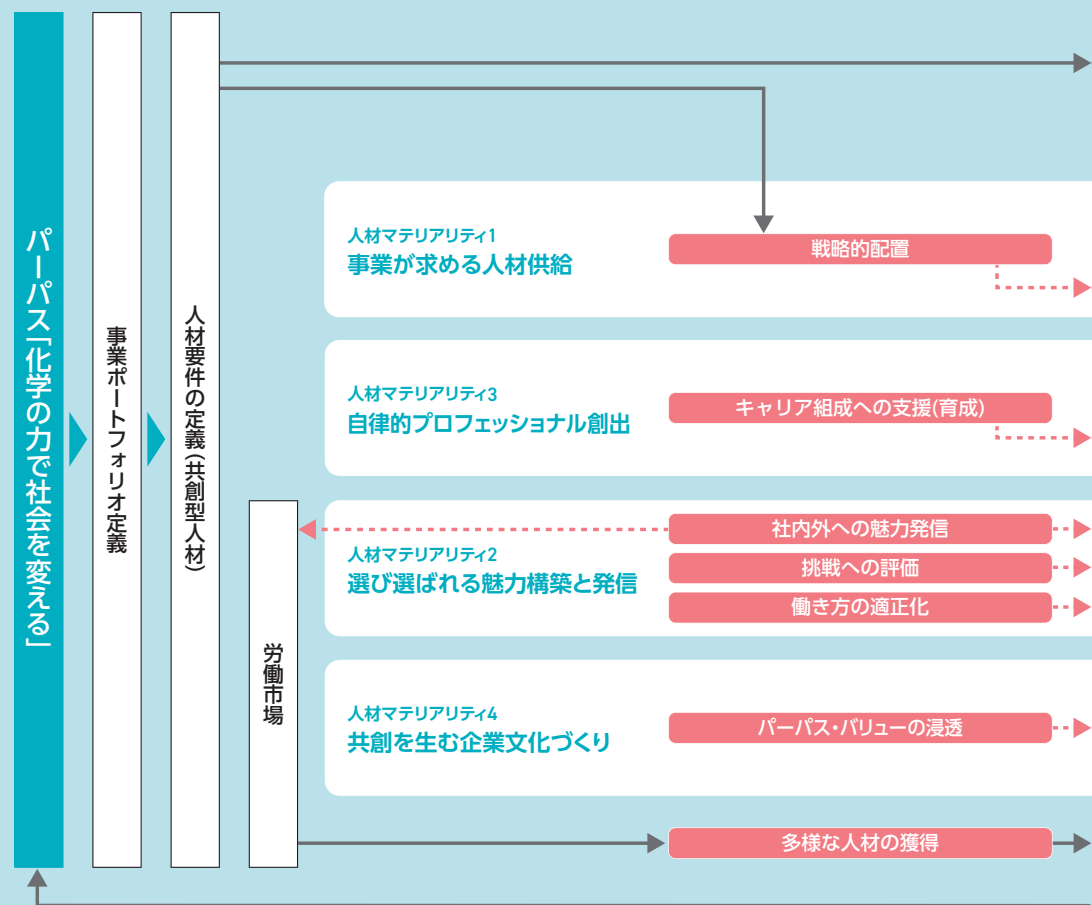 パーパス「化学の力で社会を変える」
事業ポートフォリオ定義
人材要件の定義(共創型人材)
労働市場
人材マテリアリティ1
事業が求める人材供給
戦略的配置
人材マテリアリティ3
自律的プロフェッショナル創出
キャリア組成への支援(育成)
人材マテリアリティ2
選び選ばれる魅力構築と発信
社内外への魅力発信
挑戦への評価
働き方の適正化
人材マテリアリティ4
共創を生む企業文化づくり
パーパス・バリューの浸透
多様な人材の獲得